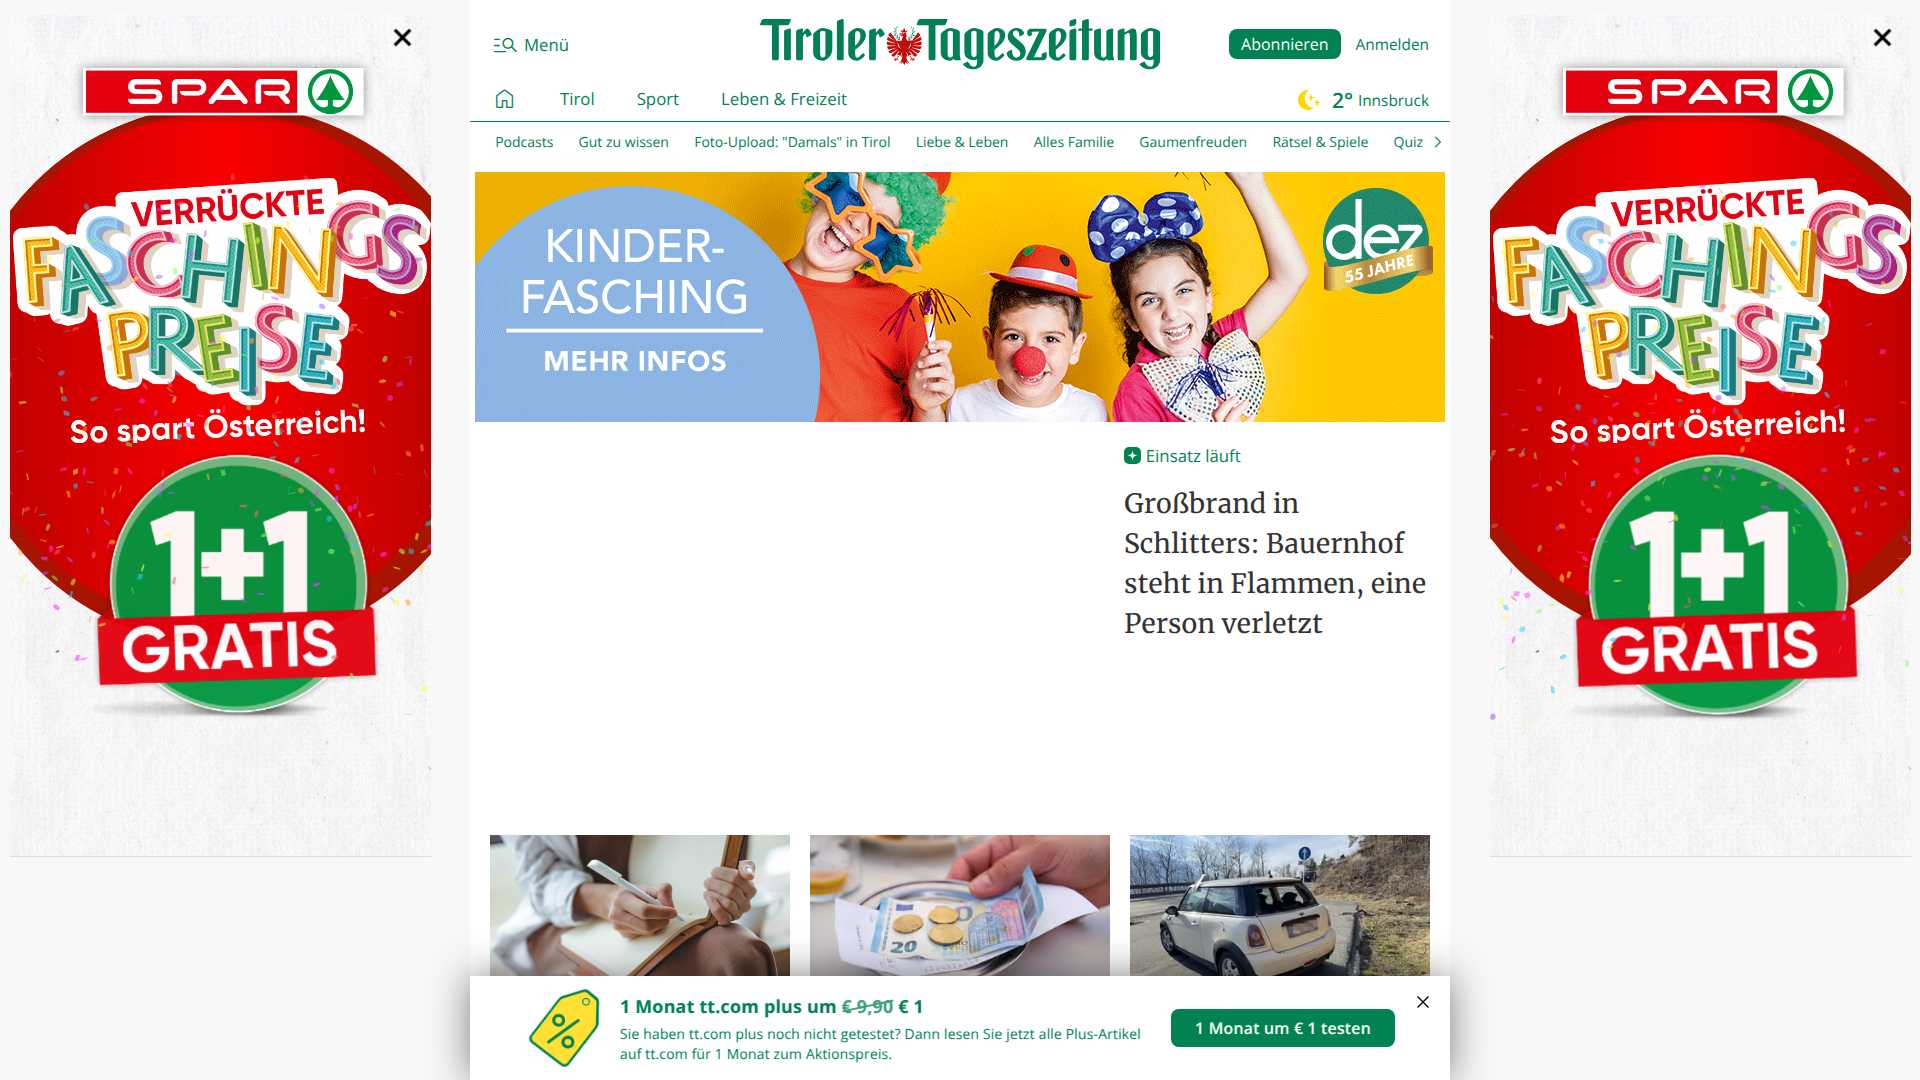 SPAR
VERRÜCKTE
FASCHINGS
PREISE
So spart Österreich!
1+1
GRATIS
Menü
Tiroler Tageszeitung
Abonnieren
Anmelden
Tirol
Sport
Leben & Freizeit
2° Innsbruck
Podcasts
Gut zu wissen
Foto-Upload: "Damals" in Tirol
Liebe & Leben
Alles Familie
Gaumenfreuden
Rätsel & Spiele
Quiz
KINDER-
FASCHING
MEHR INFOS
dez
55 JAHRE
Einsatz läuft
Großbrand in
Schlitters: Bauernhof
steht in Flammen, eine
Person verletzt
20
1 Monat tt.com plus um € 9,90 € 1
Sie haben tt.com plus noch nicht getestet? Dann lesen Sie jetzt alle Plus-Artikel
auf tt.com für 1 Monat zum Aktionspreis.
1 Monat um € 1 testen
SPAR
VERRÜCKTE
FASCHINGS
PREISE
So spart Österreich!
1+1
GRATIS